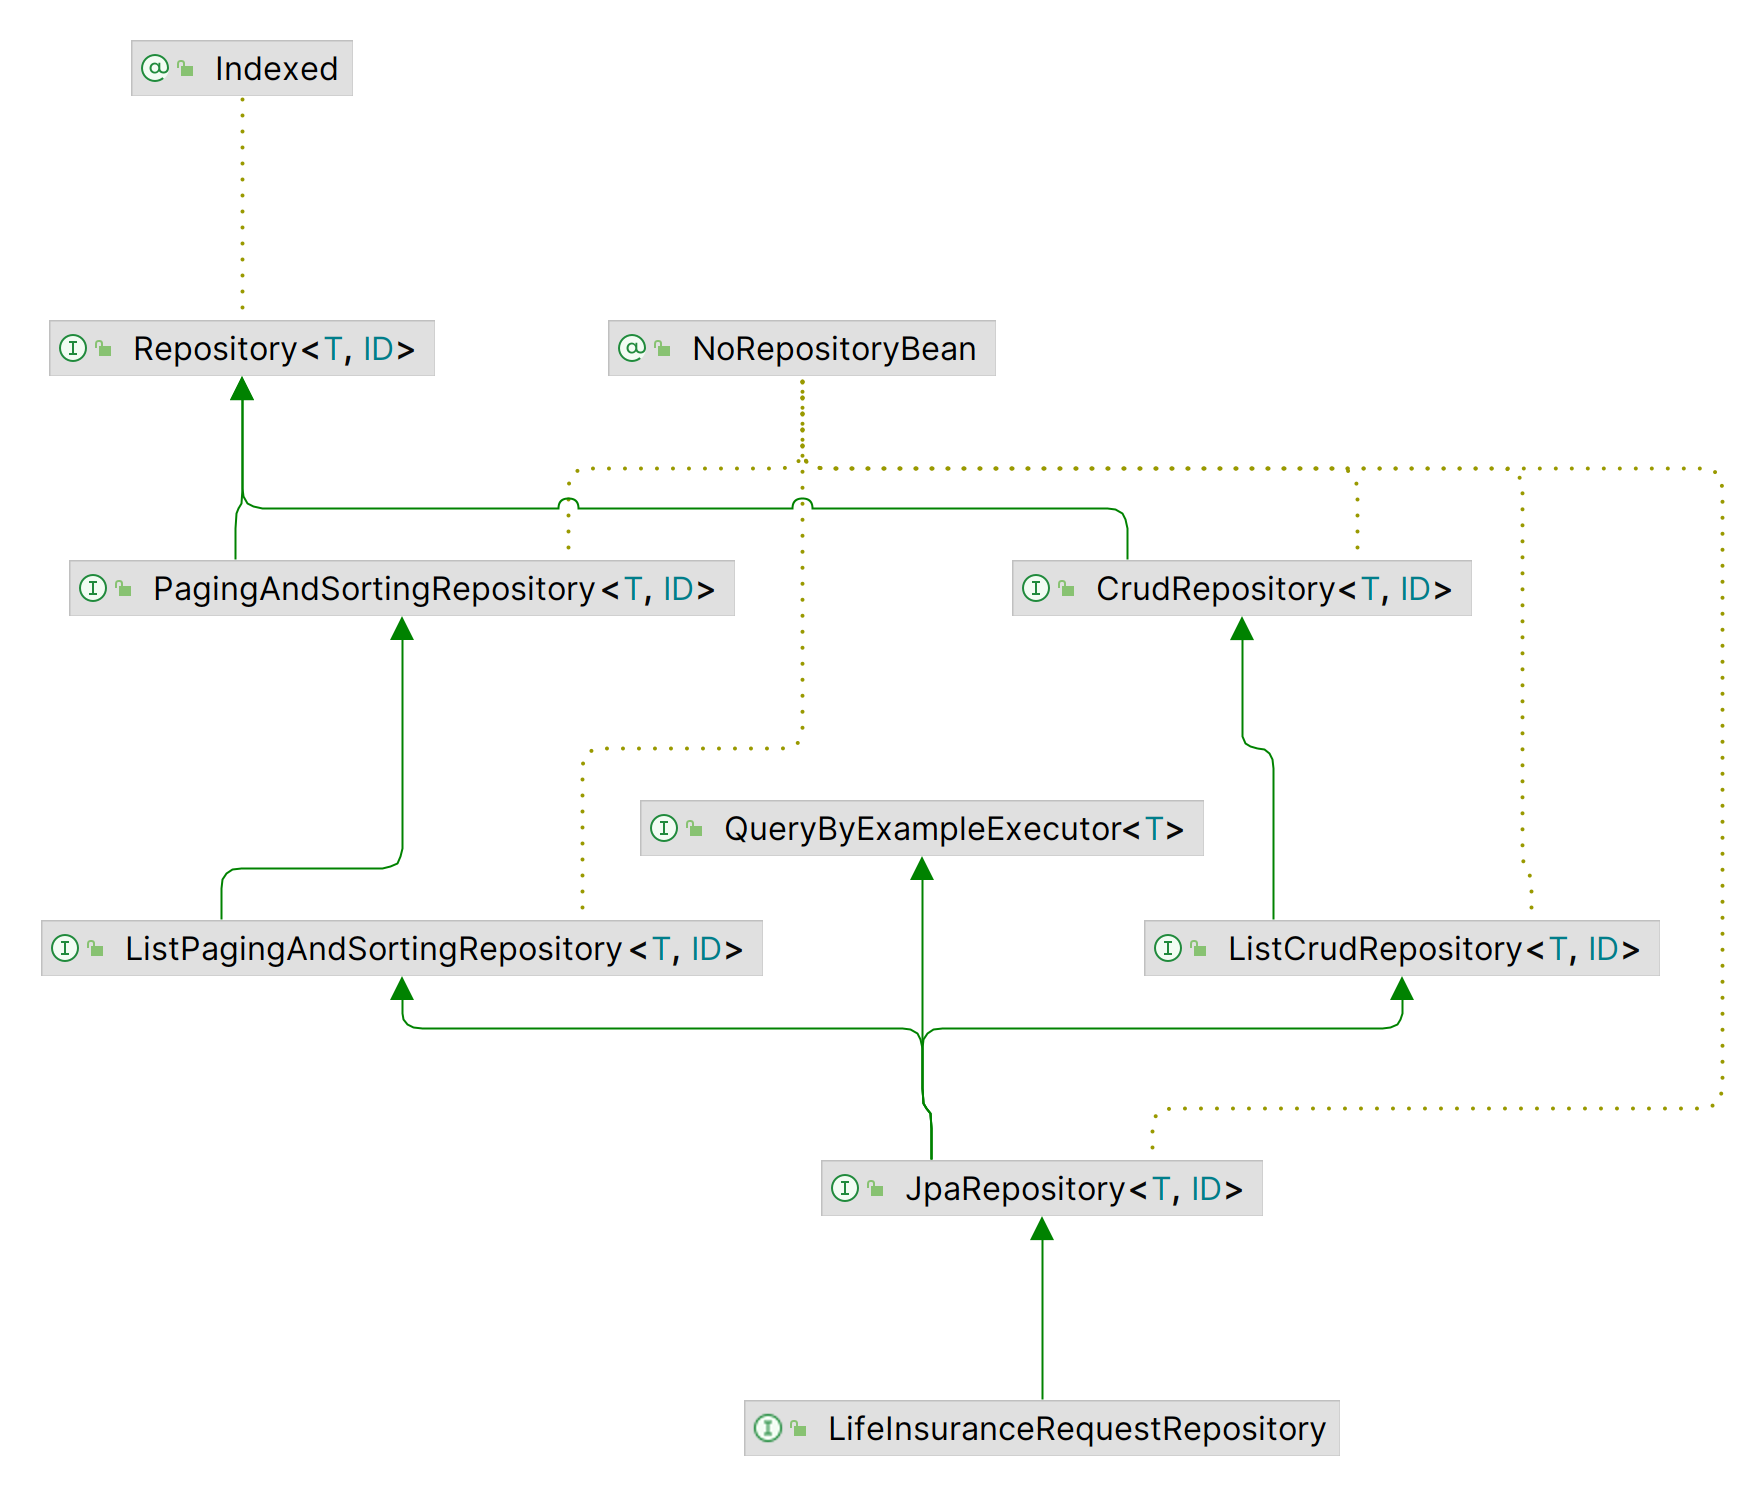 Indexed
Repository<T, ID>
NoRepositoryBean
PagingAndSortingRepository<T, ID>
CrudRepository<T, ID>
QueryByExampleExecutor<T>
ListPagingAndSortingRepository<T, ID>
ListCrudRepository<T, ID>
JpaRepository<T, ID>
LifeInsuranceRequestRepository